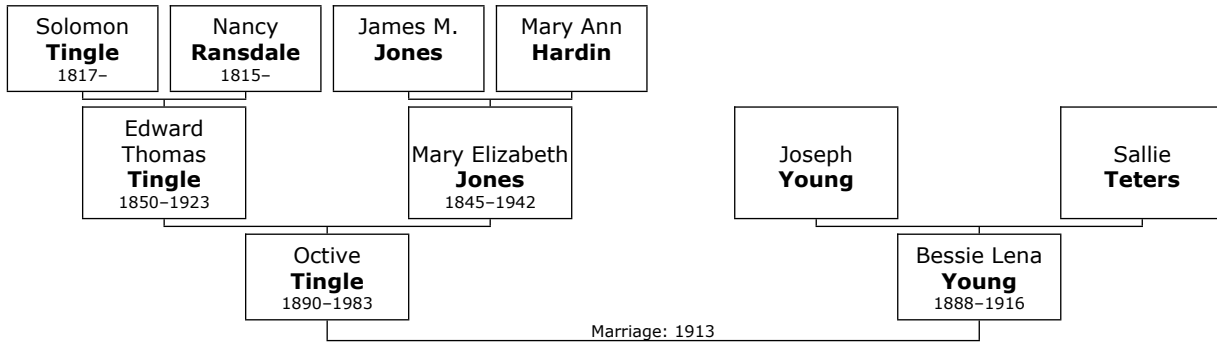 Solomon
Tingle
1817–
Nancy
Ransdale
1815–
James M.
Jones
Mary Ann
Hardin
Edward
Thomas
Tingle
1850–1923
Mary Elizabeth
Jones
1845–1942
Joseph
Young
Sallie
Teters
Octive
Tingle
1890–1983
Bessie Lena
Young
1888–1916
Marriage: 1913